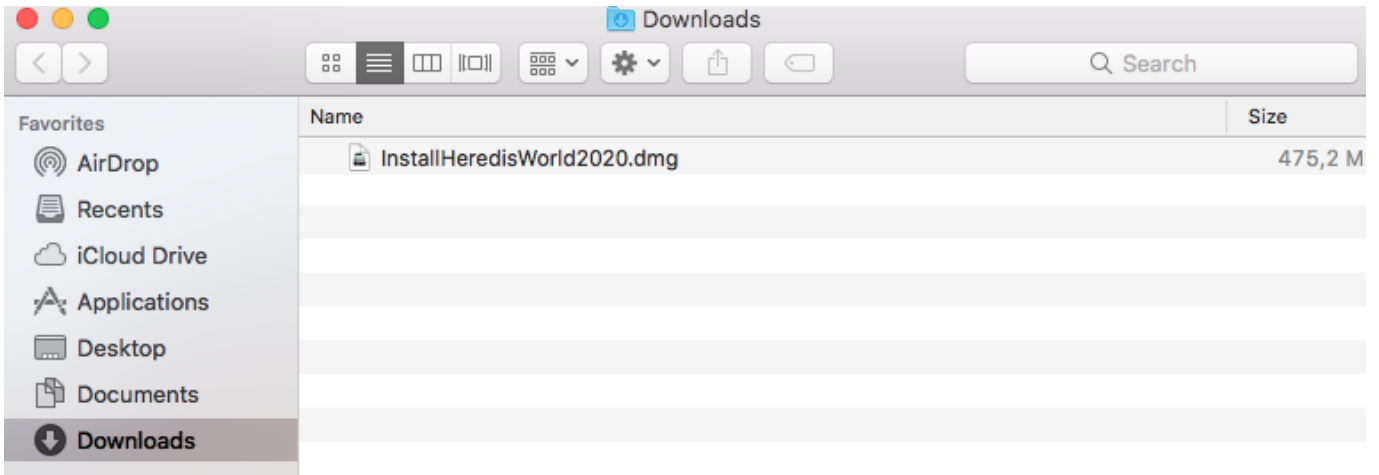 Downloads
Search
Favorites
AirDrop
Recents
iCloud Drive
Applications
Desktop
Documents
Downloads
Name Size
InstallHeredisWorld2020.dmg 475,2 M